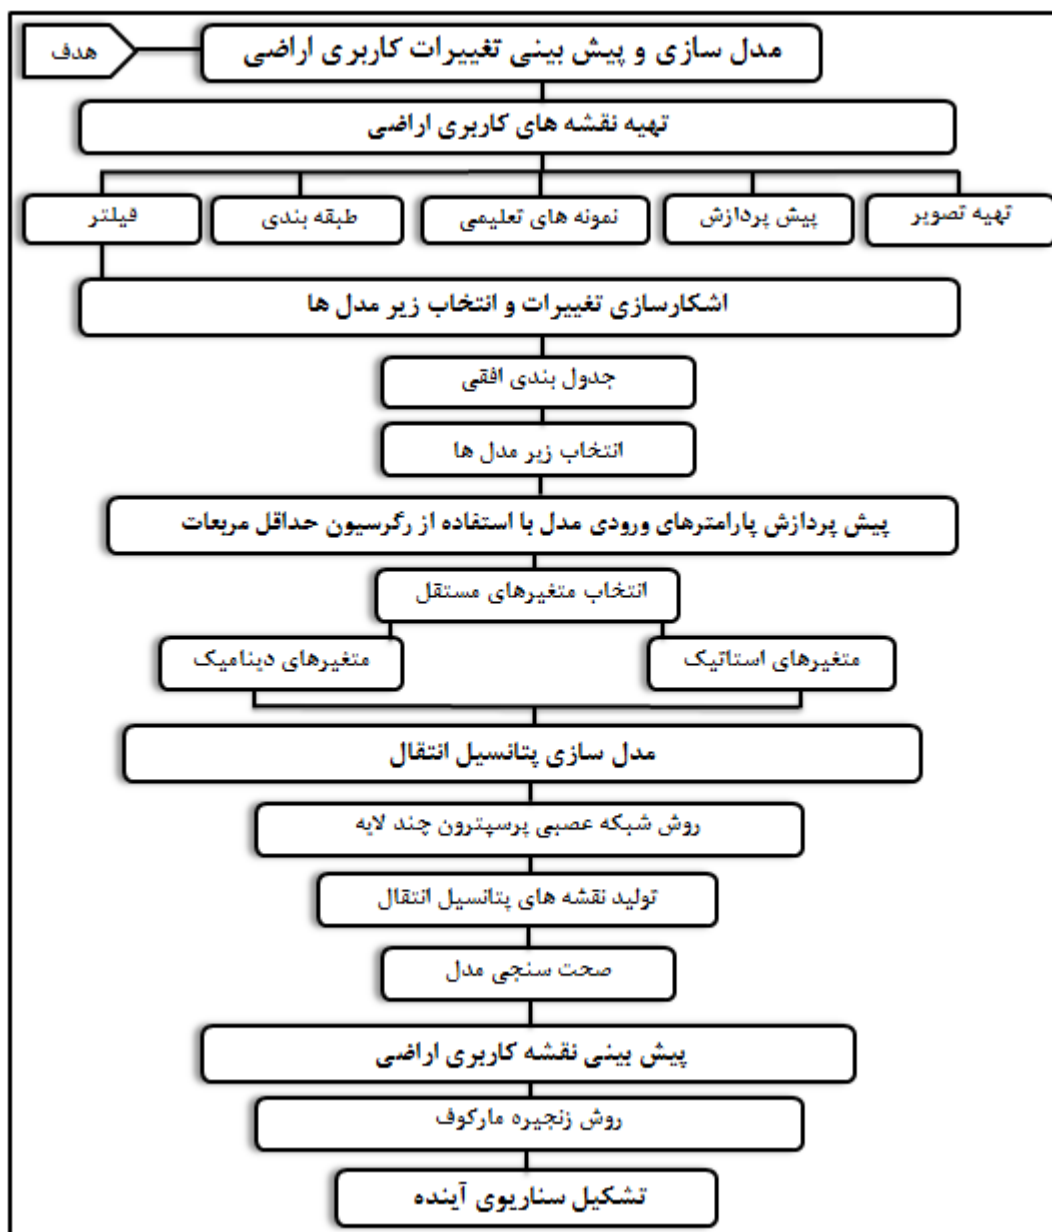 هدف
مدل سازی و پیش بینی تغییرات کاربری اراضی
تهیه نقشه های کاربری اراضی
تهیه تصویر
پیش پردازش
نمونه های تعلیمی
طبقه بندی
فیلتر
اشکارسازی تغییرات و انتخاب زیر مدل ها
جدول بندی افقی
انتخاب زیر مدل ها
پیش پردازش پارامترهای ورودی مدل با استفاده از رگرسیون حداقل مربعات
انتخاب متغیرهای مستقل
متغیرهای استاتیک
متغیرهای دینامیک
مدل سازی پتانسیل انتقال
روش شبکه عصبی پرسپترون چند لایه
تولید نقشه های پتانسیل انتقال
صحت سنجی مدل
پیش بینی نقشه کاربری اراضی
روش زنجیره مارکوف
تشکیل سناریوی آینده